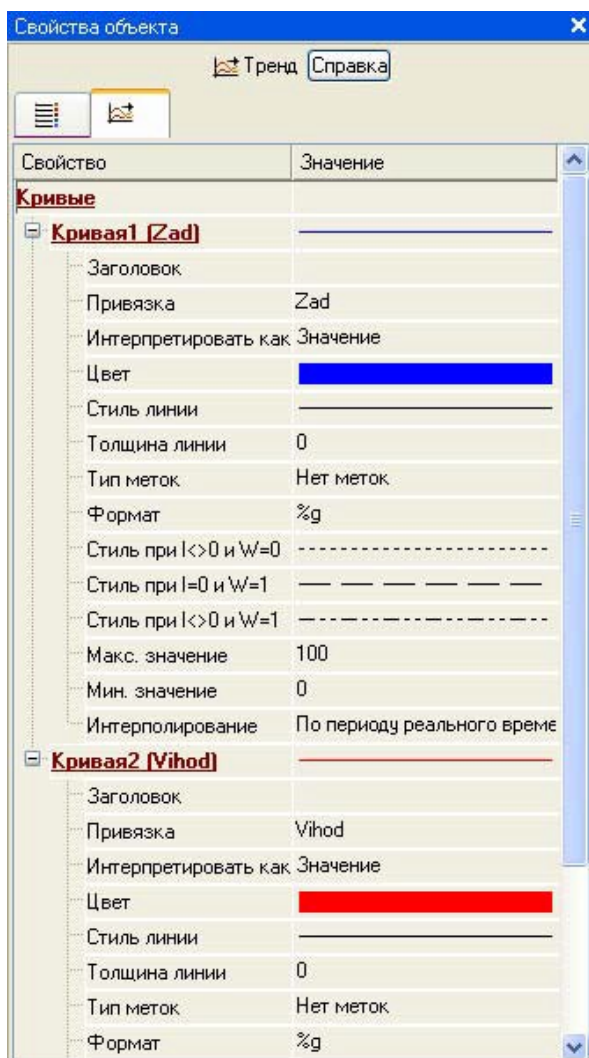 Свойства объекта
Тренд Справка
Свойство Значение
Кривые
Кривая1 (Zad)
Заголовок
Привязка Zad
Интерпретировать как Значение
Цвет
Стиль линии
Толщина линии 0
Тип меток Нет меток
Формат %g
Стиль при I<>0 и W=0
Стиль при I=0 и W=1
Стиль при I<>0 и W=1
Макс. значение 100
Мин. значение 0
Интерполирование По периоду реального време
Кривая2 (Vihod)
Заголовок
Привязка Vihod
Интерпретировать как Значение
Цвет
Стиль линии
Толщина линии 0
Тип меток Нет меток
Формат %g